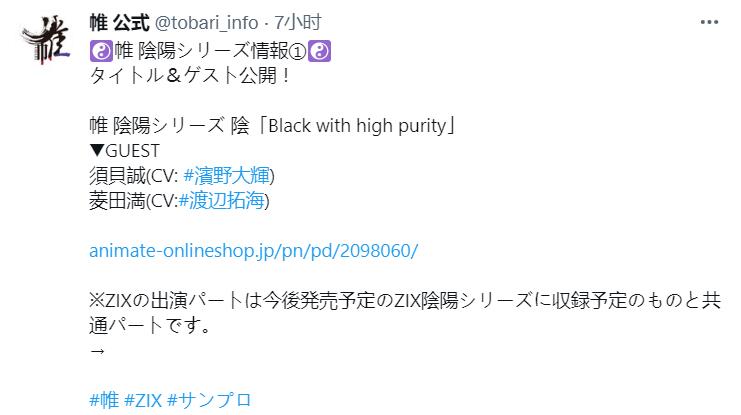 帷
帷 公式 @tobari_info · 7小时
☯帷 陰陽シリーズ情報①☯
タイトル＆ゲスト公開！
帷 陰陽シリーズ 陰「Black with high purity」
▼GUEST
須貝誠(CV: #濱野大輝)
菱田満(CV:#渡辺拓海)
animate-onlineshop.jp/pn/pd/2098060/
※ZIXの出演パートは今後発売予定のZIX陰陽シリーズに収録予定のものと共
通パートです。
→
#帷 #ZIX #サンプロ